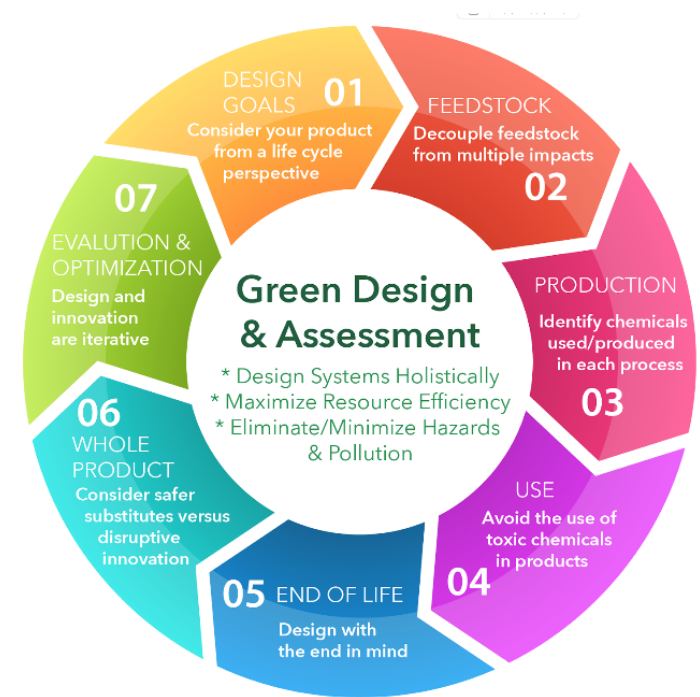 DESIGN
GOALS
01
Consider your product
from a life cycle
perspective
FEEDSTOCK
Decouple feedstock
from multiple impacts
02
PRODUCTION
Identify chemicals
used/produced
in each process
03
USE
Avoid the use of
toxic chemicals
in products
04
05 END OF LIFE
Design with
the end in mind
06
WHOLE
PRODUCT
Consider safer
substitutes versus
disruptive
innovation
07
EVALUTION &
OPTIMIZATION
Design and
innovation
are iterative
Green Design
& Assessment
* Design Systems Holistically
* Maximize Resource Efficiency
* Eliminate/Minimize Hazards
& Pollution